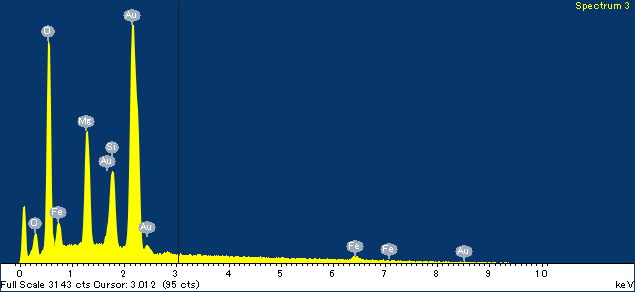 Spectrum 3
Au
O
Mg
Si
Au
Fe
C
Au
Fe
Fe
Au
0 1 2 3 4 5 6 7 8 9 10
Full Scale 3143 cts Cursor: 3.012 (95 cts) keV